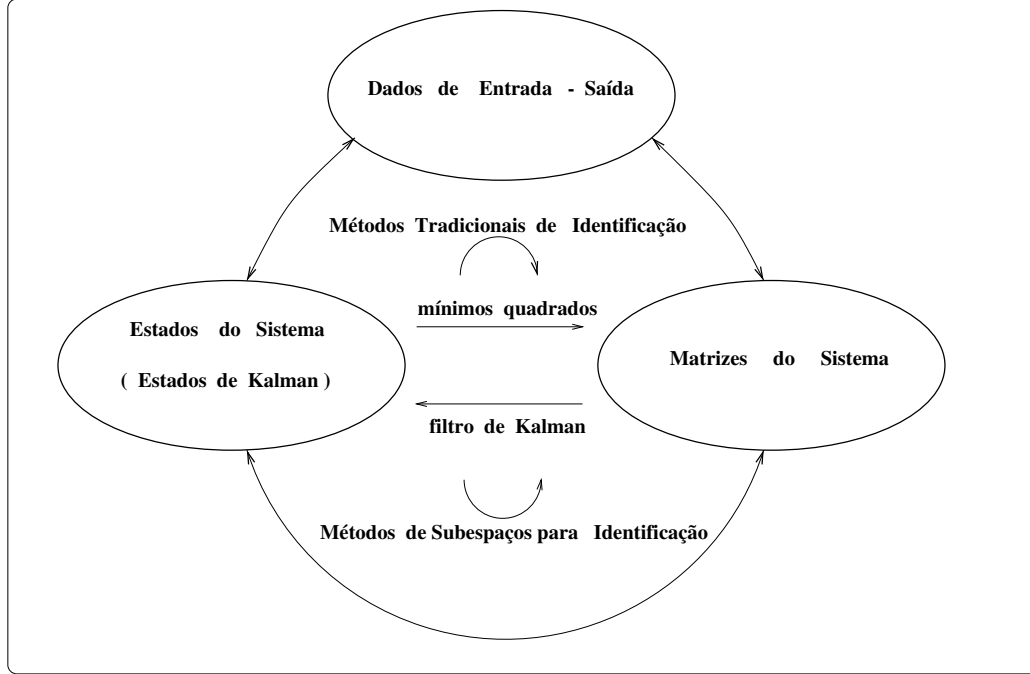 Dados de Entrada - Saída
Métodos Tradicionais de Identificação
mínimos quadrados
Estados do Sistema
( Estados de Kalman )
Matrizes do Sistema
filtro de Kalman
Métodos de Subespaços para Identificação